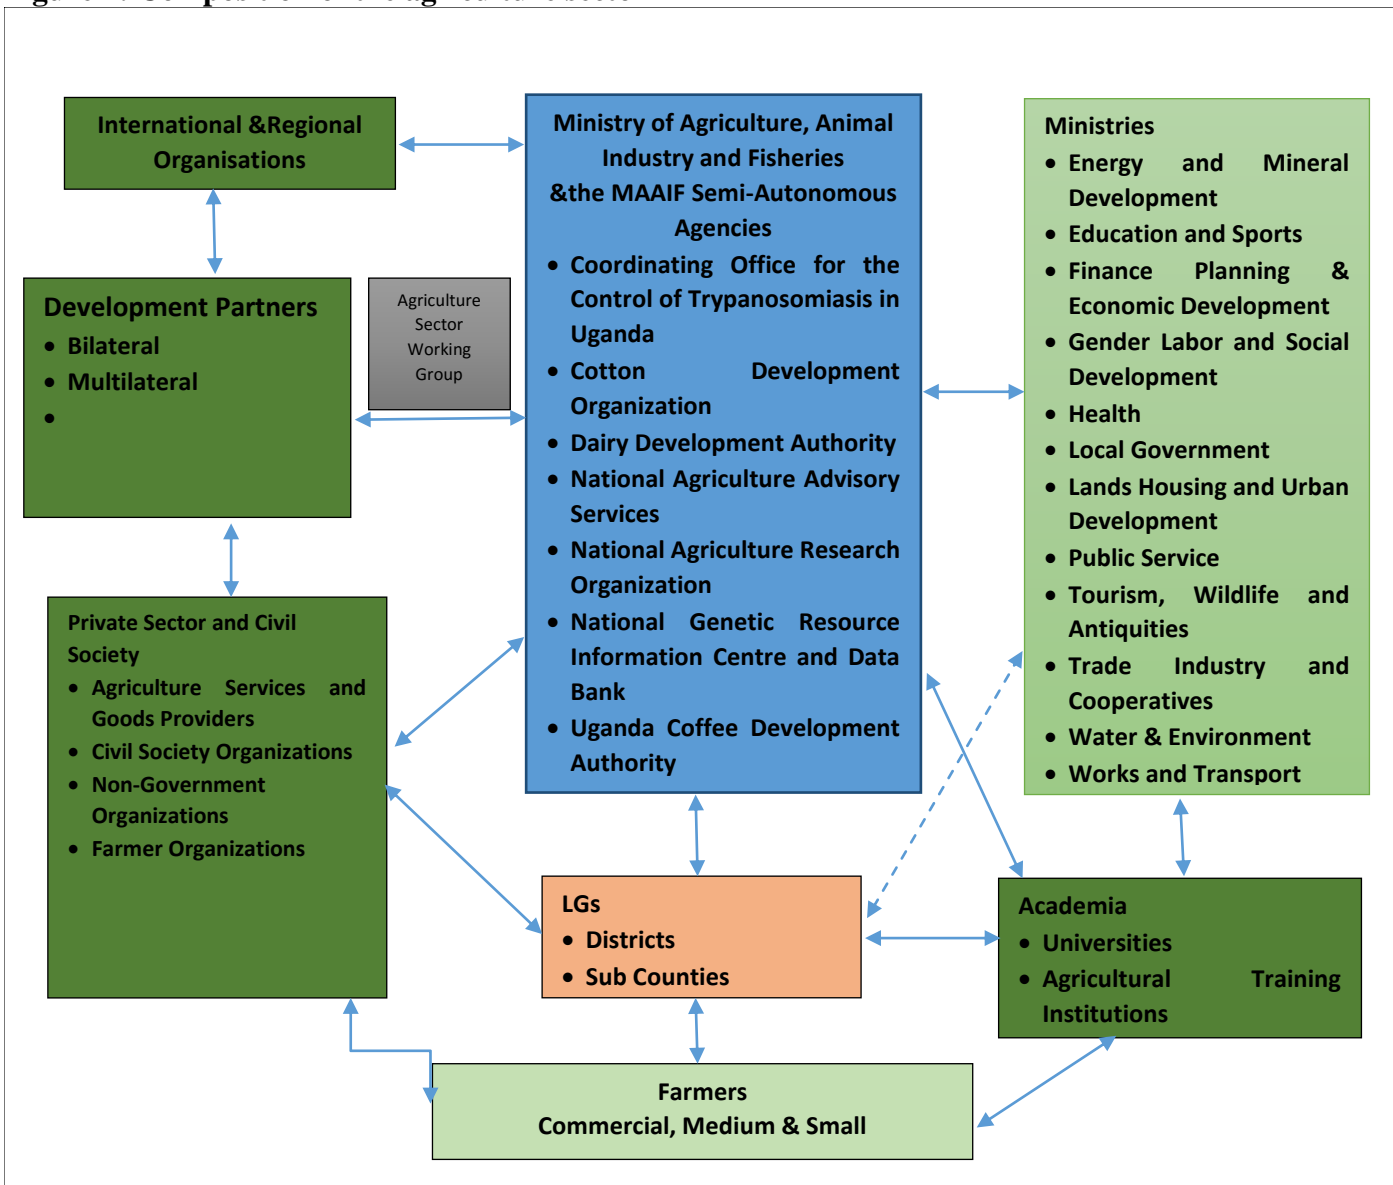 International &Regional
Organisations
Ministry of Agriculture, Animal
Industry and Fisheries
&the MAAIF Semi-Autonomous
Agencies
• Coordinating Office for the
Control of Trypanosomiasis in
Uganda
• Cotton Development
Organization
• Dairy Development Authority
• National Agriculture Advisory
Services
• National Agriculture Research
Organization
• National Genetic Resource
Information Centre and Data
Bank
• Uganda Coffee Development
Authority
Ministries
• Energy and Mineral
Development
• Education and Sports
• Finance Planning &
Economic Development
• Gender Labor and Social
Development
• Health
• Local Government
• Lands Housing and Urban
Development
• Public Service
• Tourism, Wildlife and
Antiquities
• Trade Industry and
Cooperatives
• Water & Environment
• Works and Transport
Development Partners
• Bilateral
• Multilateral
•
Agriculture
Sector
Working
Group
Private Sector and Civil
Society
• Agriculture Services and
Goods Providers
• Civil Society Organizations
• Non-Government
Organizations
• Farmer Organizations
LGs
• Districts
• Sub Counties
Academia
• Universities
• Agricultural Training
Institutions
Farmers
Commercial, Medium & Small